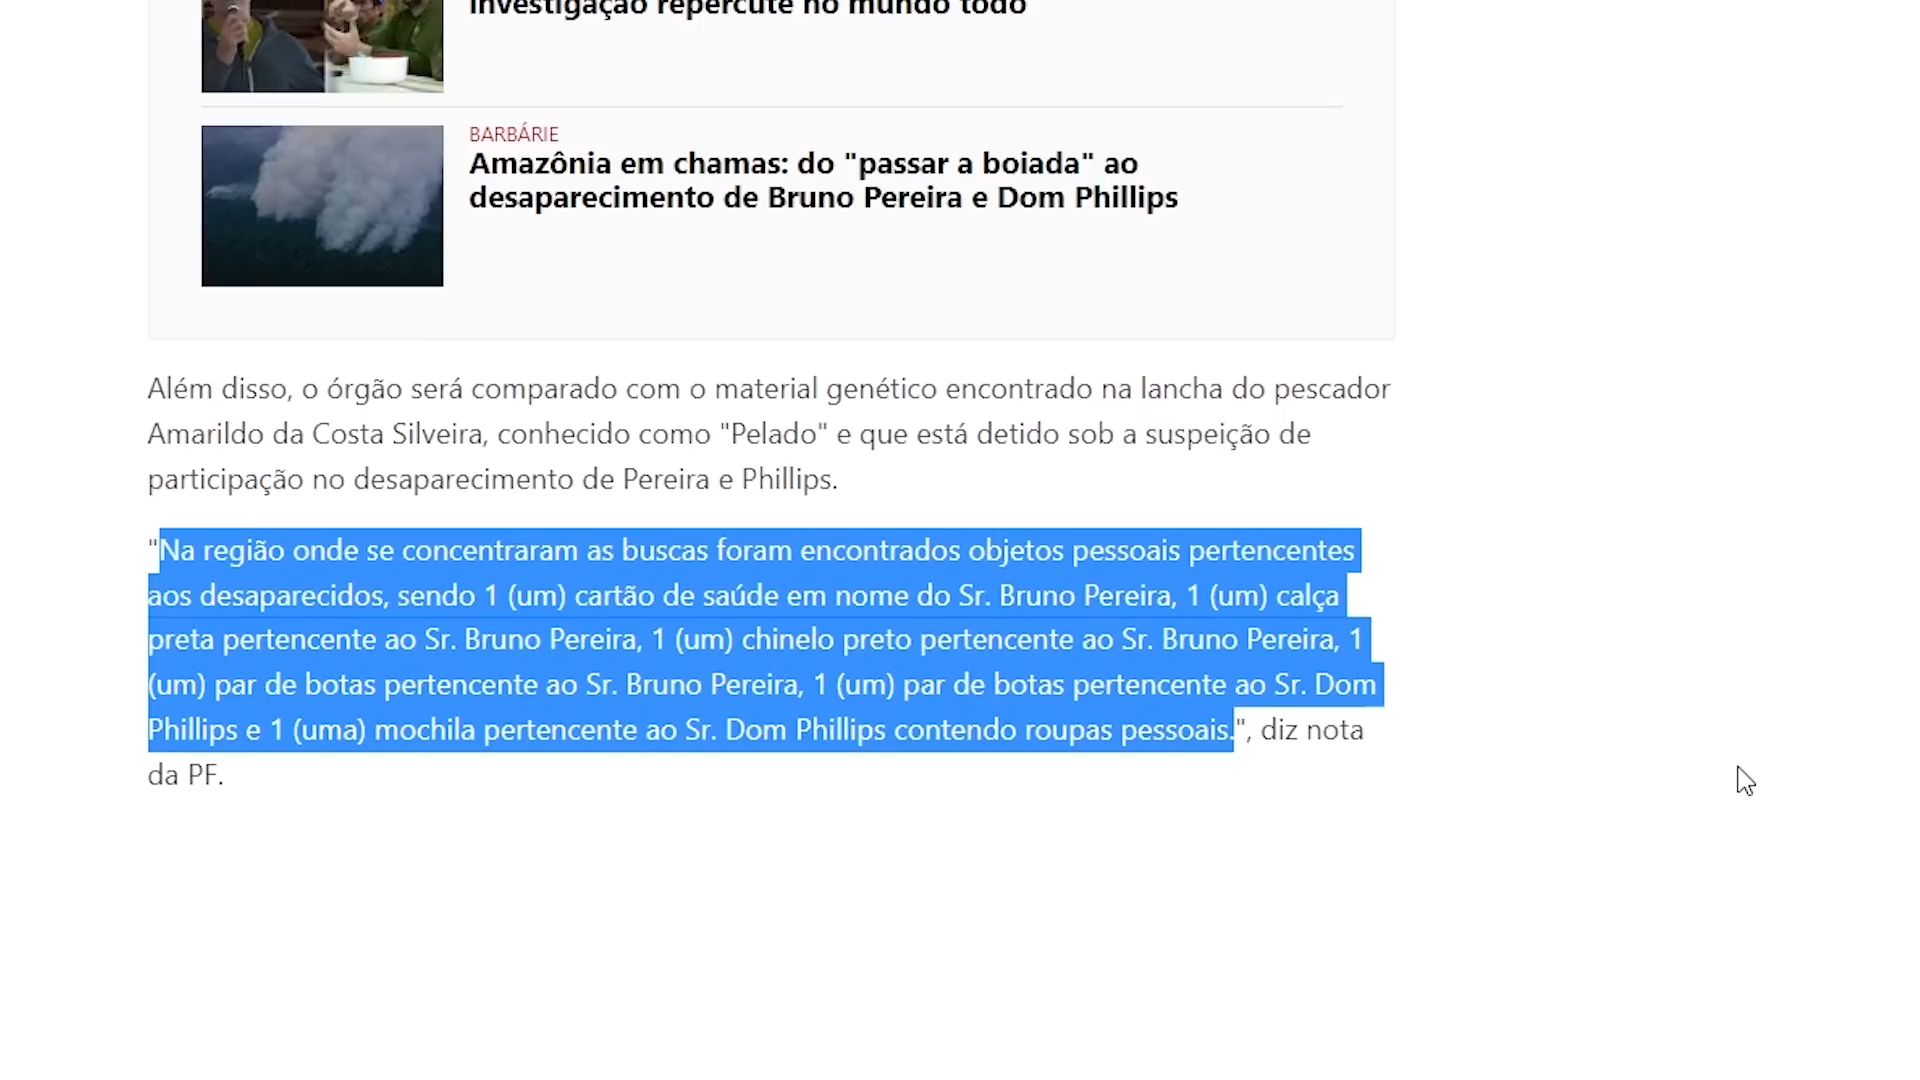 investigação repercute no mundo todo
BARBÁRIE
Amazônia em chamas: do "passar a boiada" ao
desaparecimento de Bruno Pereira e Dom Phillips
Além disso, o órgão será comparado com o material genético encontrado na lancha do pescador
Amarildo da Costa Silveira, conhecido como "Pelado" e que está detido sob a suspeição de
participação no desaparecimento de Pereira e Phillips.
"Na região onde se concentraram as buscas foram encontrados objetos pessoais pertencentes
aos desaparecidos, sendo 1 (um) cartão de saúde em nome do Sr. Bruno Pereira, 1 (um) calça
preta pertencente ao Sr. Bruno Pereira, 1 (um) chinelo preto pertencente ao Sr. Bruno Pereira, 1
(um) par de botas pertencente ao Sr. Bruno Pereira, 1 (um) par de botas pertencente ao Sr. Dom
Phillips e 1 (uma) mochila pertencente ao Sr. Dom Phillips contendo roupas pessoais.", diz nota
da PF.